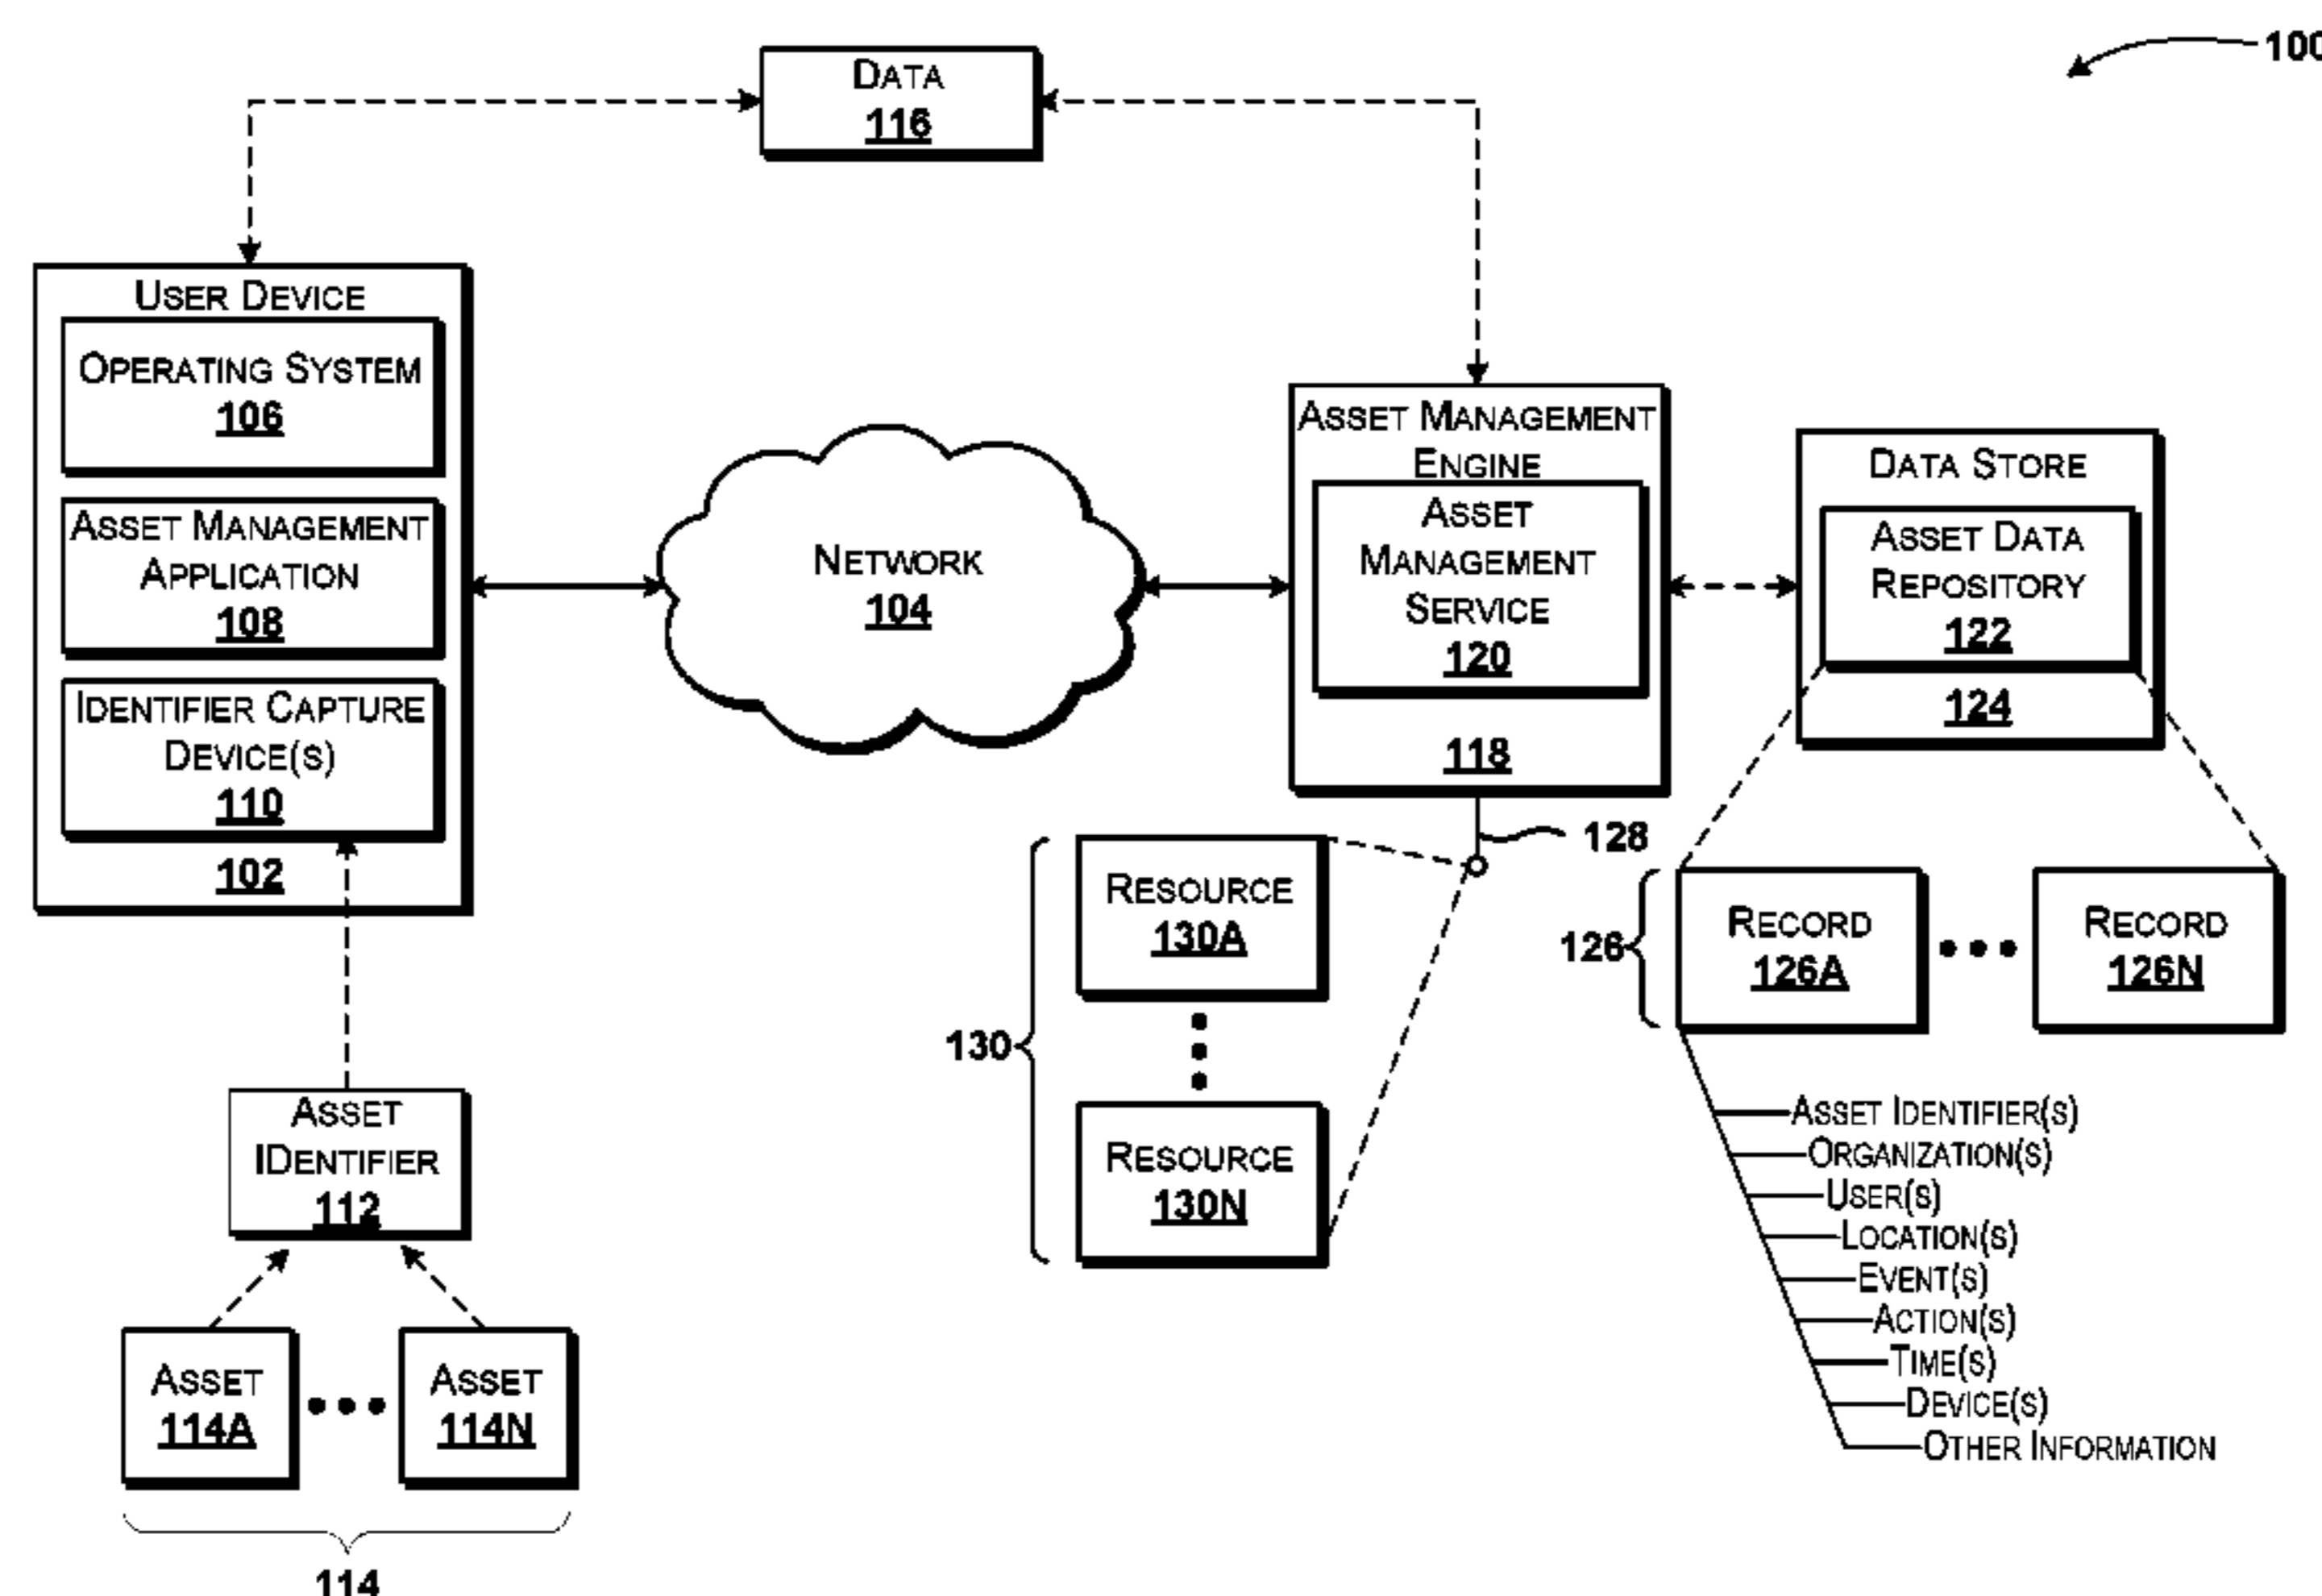 100
DATA
116
USER DEVICE
OPERATING SYSTEM
106
ASSET MANAGEMENT
APPLICATION
108
IDENTIFIER CAPTURE
DEVICE(S)
110
102
NETWORK
104
ASSET MANAGEMENT
ENGINE
ASSET
MANAGEMENT
SERVICE
120
118
DATA STORE
ASSET DATA
REPOSITORY
122
124
128
RESOURCE
130A
130
RESOURCE
130N
126
RECORD
126A
RECORD
126N
ASSET IDENTIFIER(S)
ORGANIZATION(S)
USER(S)
LOCATION(S)
EVENT(S)
ACTION(S)
TIME(S)
DEVICE(S)
OTHER INFORMATION
ASSET
IDENTIFIER
112
ASSET
114A
ASSET
114N
114